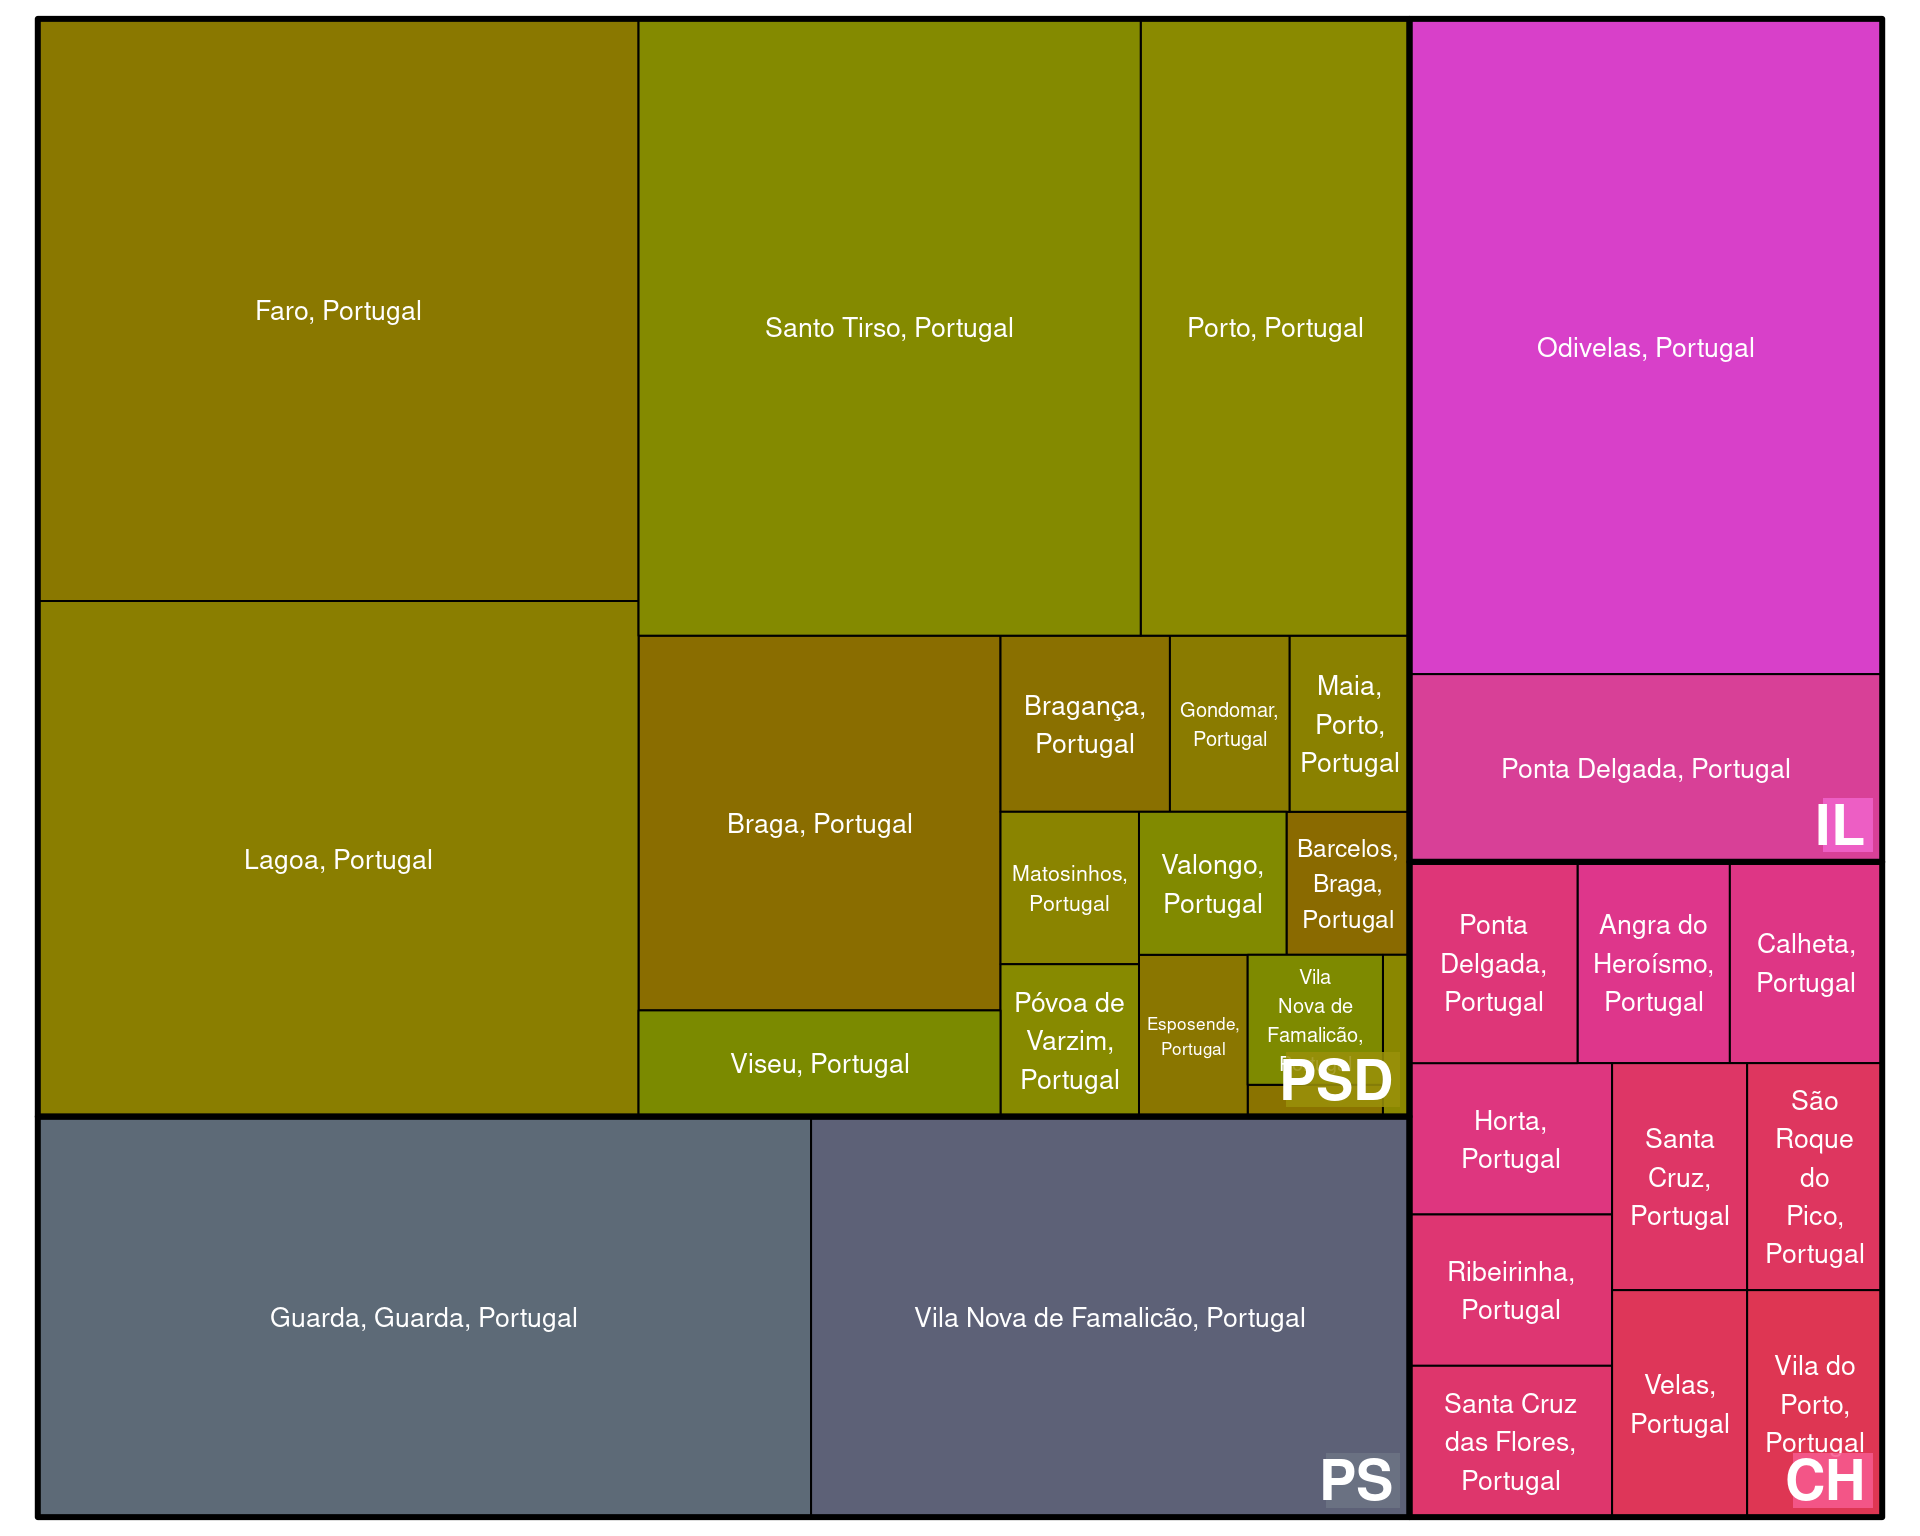 Faro, Portugal
Santo Tirso, Portugal
Porto, Portugal
Odivelas, Portugal
Lagoa, Portugal
Braga, Portugal
Bragança,
Portugal
Gondomar,
Portugal
Maia,
Porto,
Portugal
Ponta Delgada, Portugal
IL
Matosinhos,
Portugal
Valongo,
Portugal
Barcelos,
Braga,
Portugal
Viseu, Portugal
Póvoa de
Varzim,
Portugal
Esposende,
Portugal
Vila
Nova de
Famalicão,
PSD
Ponta
Delgada,
Portugal
Angra do
Heroísmo,
Portugal
Calheta,
Portugal
Horta,
Portugal
Santa
Cruz,
Portugal
São
Roque
do
Pico,
Portugal
Guarda, Guarda, Portugal
Vila Nova de Famalicão, Portugal
PS
Ribeirinha,
Portugal
Santa Cruz
das Flores,
Portugal
Velas,
Portugal
Vila do
Porto,
Portugal
CH